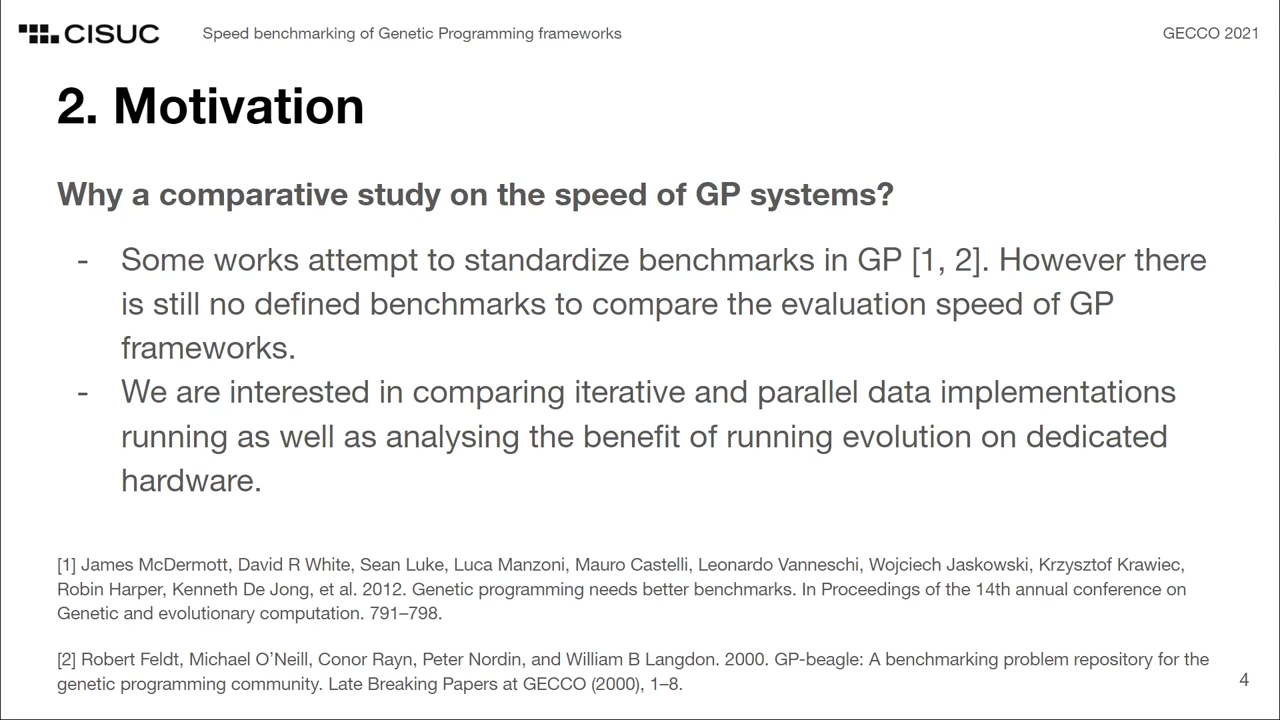 CISUC
Speed benchmarking of Genetic Programming frameworks
GECCO 2021
2. Motivation
Why a comparative study on the speed of GP systems?
- Some works attempt to standardize benchmarks in GP [1, 2]. However there
is still no defined benchmarks to compare the evaluation speed of GP
frameworks.
- We are interested in comparing iterative and parallel data implementations
running as well as analysing the benefit of running evolution on dedicated
hardware.
[1] James McDermott, David R White, Sean Luke, Luca Manzoni, Mauro Castelli, Leonardo Vanneschi, Wojciech Jaskowski, Krzysztof Krawiec,
Robin Harper, Kenneth De Jong, et al. 2012. Genetic programming needs better benchmarks. In Proceedings of the 14th annual conference on
Genetic and evolutionary computation. 791–798.
[2] Robert Feldt, Michael O’Neill, Conor Rayn, Peter Nordin, and William B Langdon. 2000. GP-beagle: A benchmarking problem repository for the
genetic programming community. Late Breaking Papers at GECCO (2000), 1–8.
4